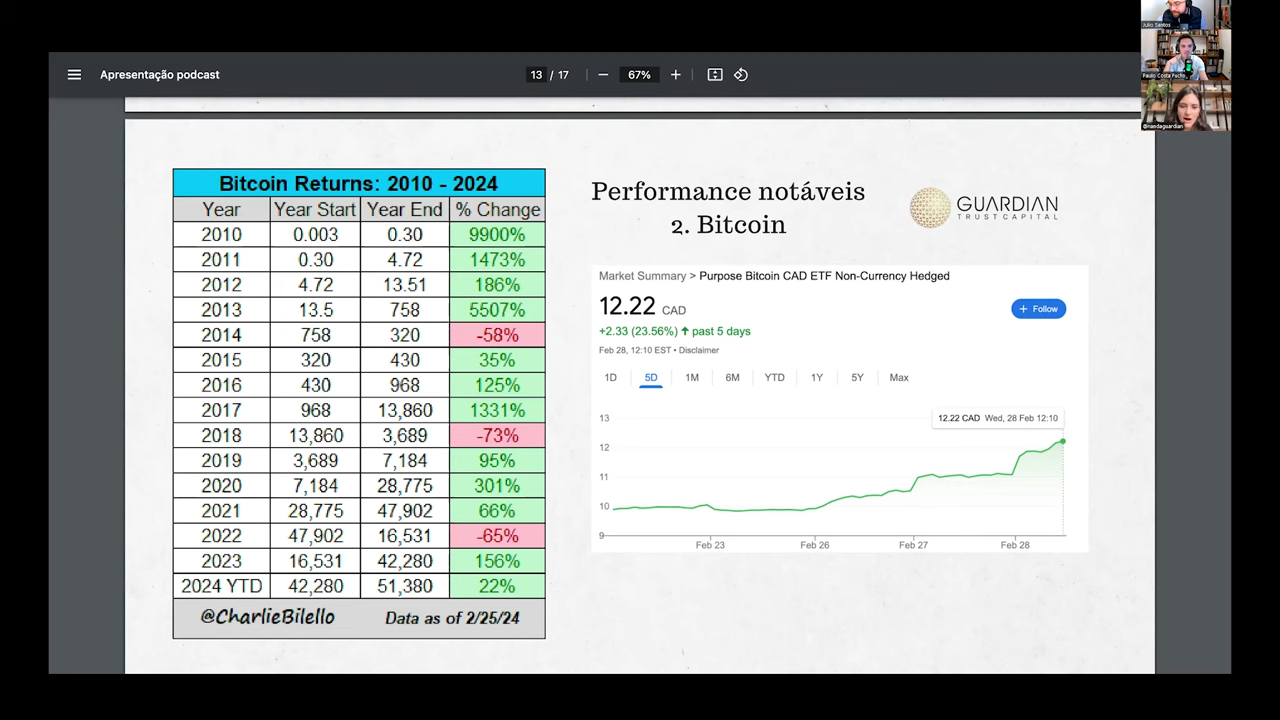 Apresentação podcast
13 / 17
67%
Julio Santos
Paulo Costa Fuchs
@nandaguardian
Bitcoin Returns: 2010 - 2024
Year Year Start Year End % Change
2010 0.003 0.30 9900%
2011 0.30 4.72 1473%
2012 4.72 13.51 186%
2013 13.5 758 5507%
2014 758 320 -58%
2015 320 430 35%
2016 430 968 125%
2017 968 13,860 1331%
2018 13,860 3,689 -73%
2019 3,689 7,184 95%
2020 7,184 28,775 301%
2021 28,775 47,902 66%
2022 47,902 16,531 -65%
2023 16,531 42,280 156%
2024 YTD 42,280 51,380 22%
@CharlieBilello Data as of 2/25/24
Performance notáveis
2. Bitcoin
GUARDIAN
TRUST CAPITAL
Market Summary > Purpose Bitcoin CAD ETF Non-Currency Hedged
12.22 CAD
+ Follow
+2.33 (23.56%) ↑ past 5 days
Feb 28, 12:10 EST • Disclaimer
1D 5D 1M 6M YTD 1Y 5Y Max
12.22 CAD Wed, 28 Feb 12:10
13
12
11
10
9
Feb 23 Feb 26 Feb 27 Feb 28